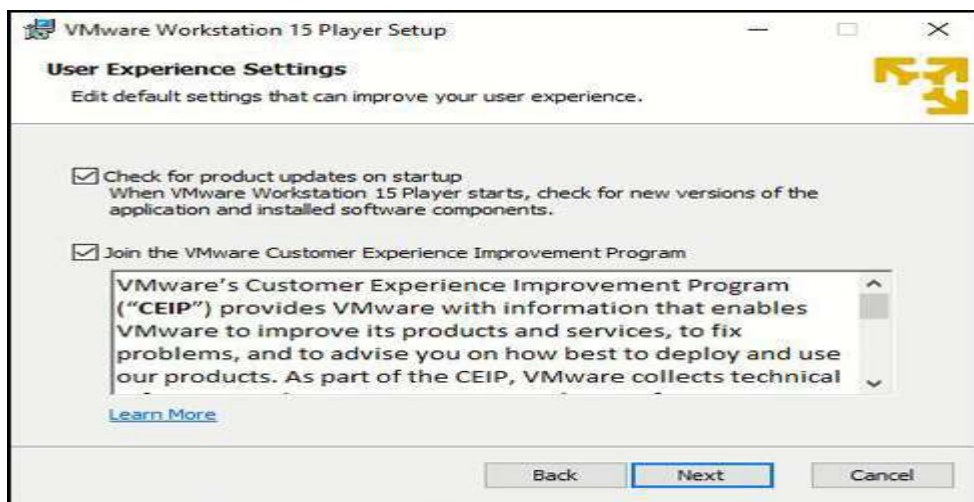 VMware Workstation 15 Player Setup
User Experience Settings
Edit default settings that can improve your user experience.
Check for product updates on startup
When VMware Workstation 15 Player starts, check for new versions of the
application and installed software components.
Join the VMware Customer Experience Improvement Program
VMware's Customer Experience Improvement Program
("CEIP") provides VMware with information that enables
VMware to improve its products and services, to fix
problems, and to advise you on how best to deploy and use
our products. As part of the CEIP, VMware collects technical
Learn More
Back Next Cancel